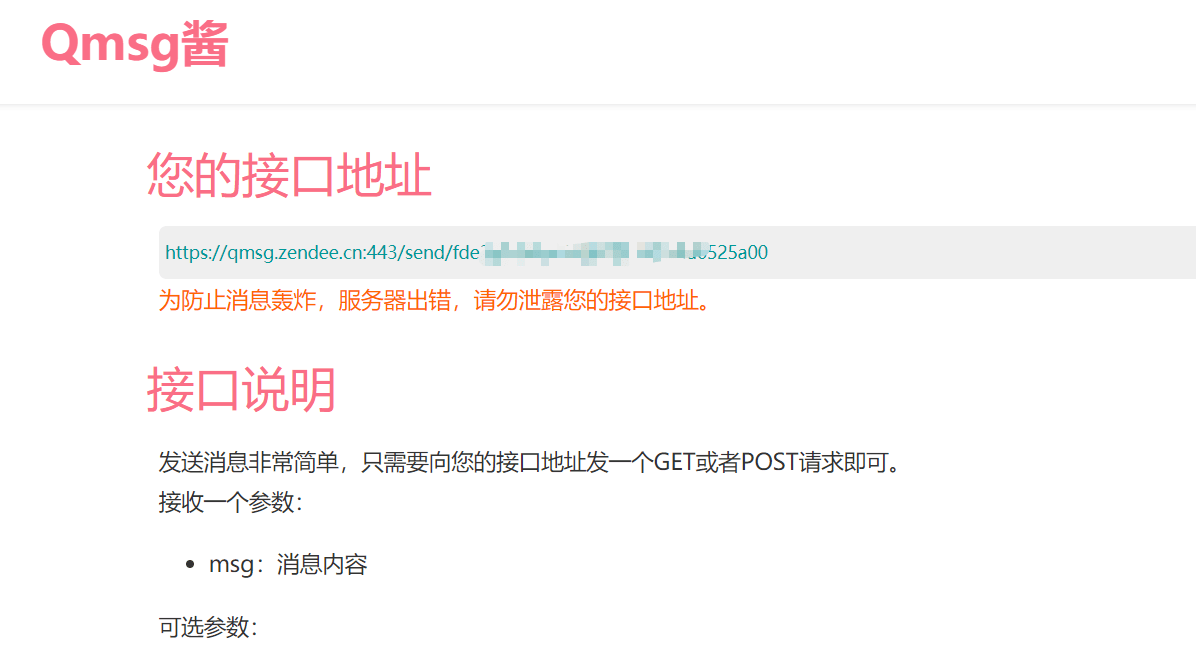 Qmsg酱
您的接口地址
https://qmsg.zendee.cn:443/send/fde525a00
为防止消息轰炸，服务器出错，请勿泄露您的接口地址。
接口说明
发送消息非常简单，只需要向您的接口地址发一个GET或者POST请求即可。
接收一个参数：
• msg：消息内容
可选参数：